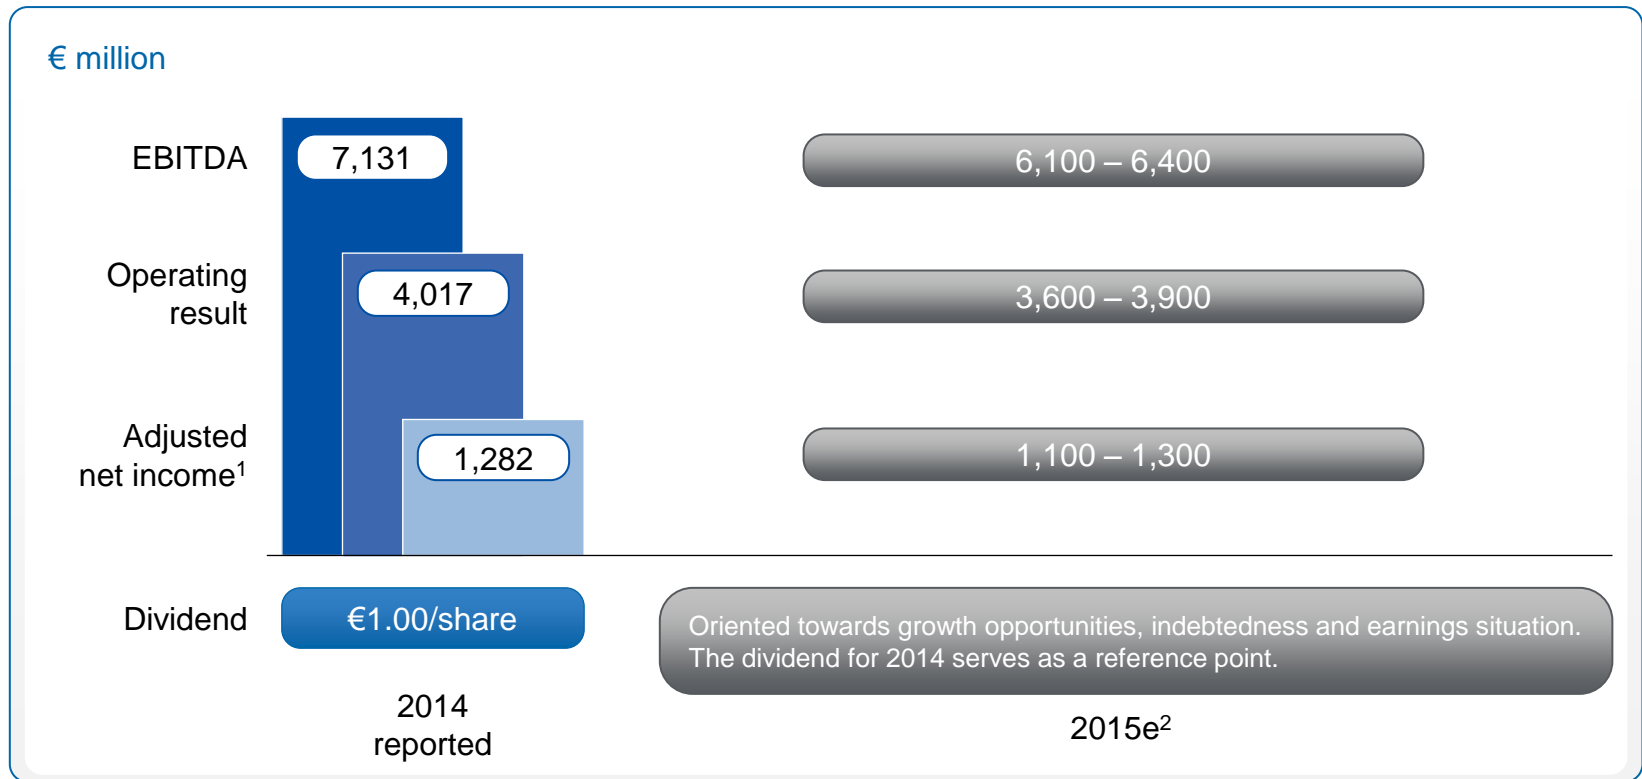 € million
EBITDA
7,131
6,100 – 6,400
Operating
result
4,017
3,600 – 3,900
Adjusted
net income¹
1,282
1,100 – 1,300
Dividend
€1.00/share
Oriented towards growth opportunities, indebtedness and earnings situation.
The dividend for 2014 serves as a reference point.
2014
reported
2015e²